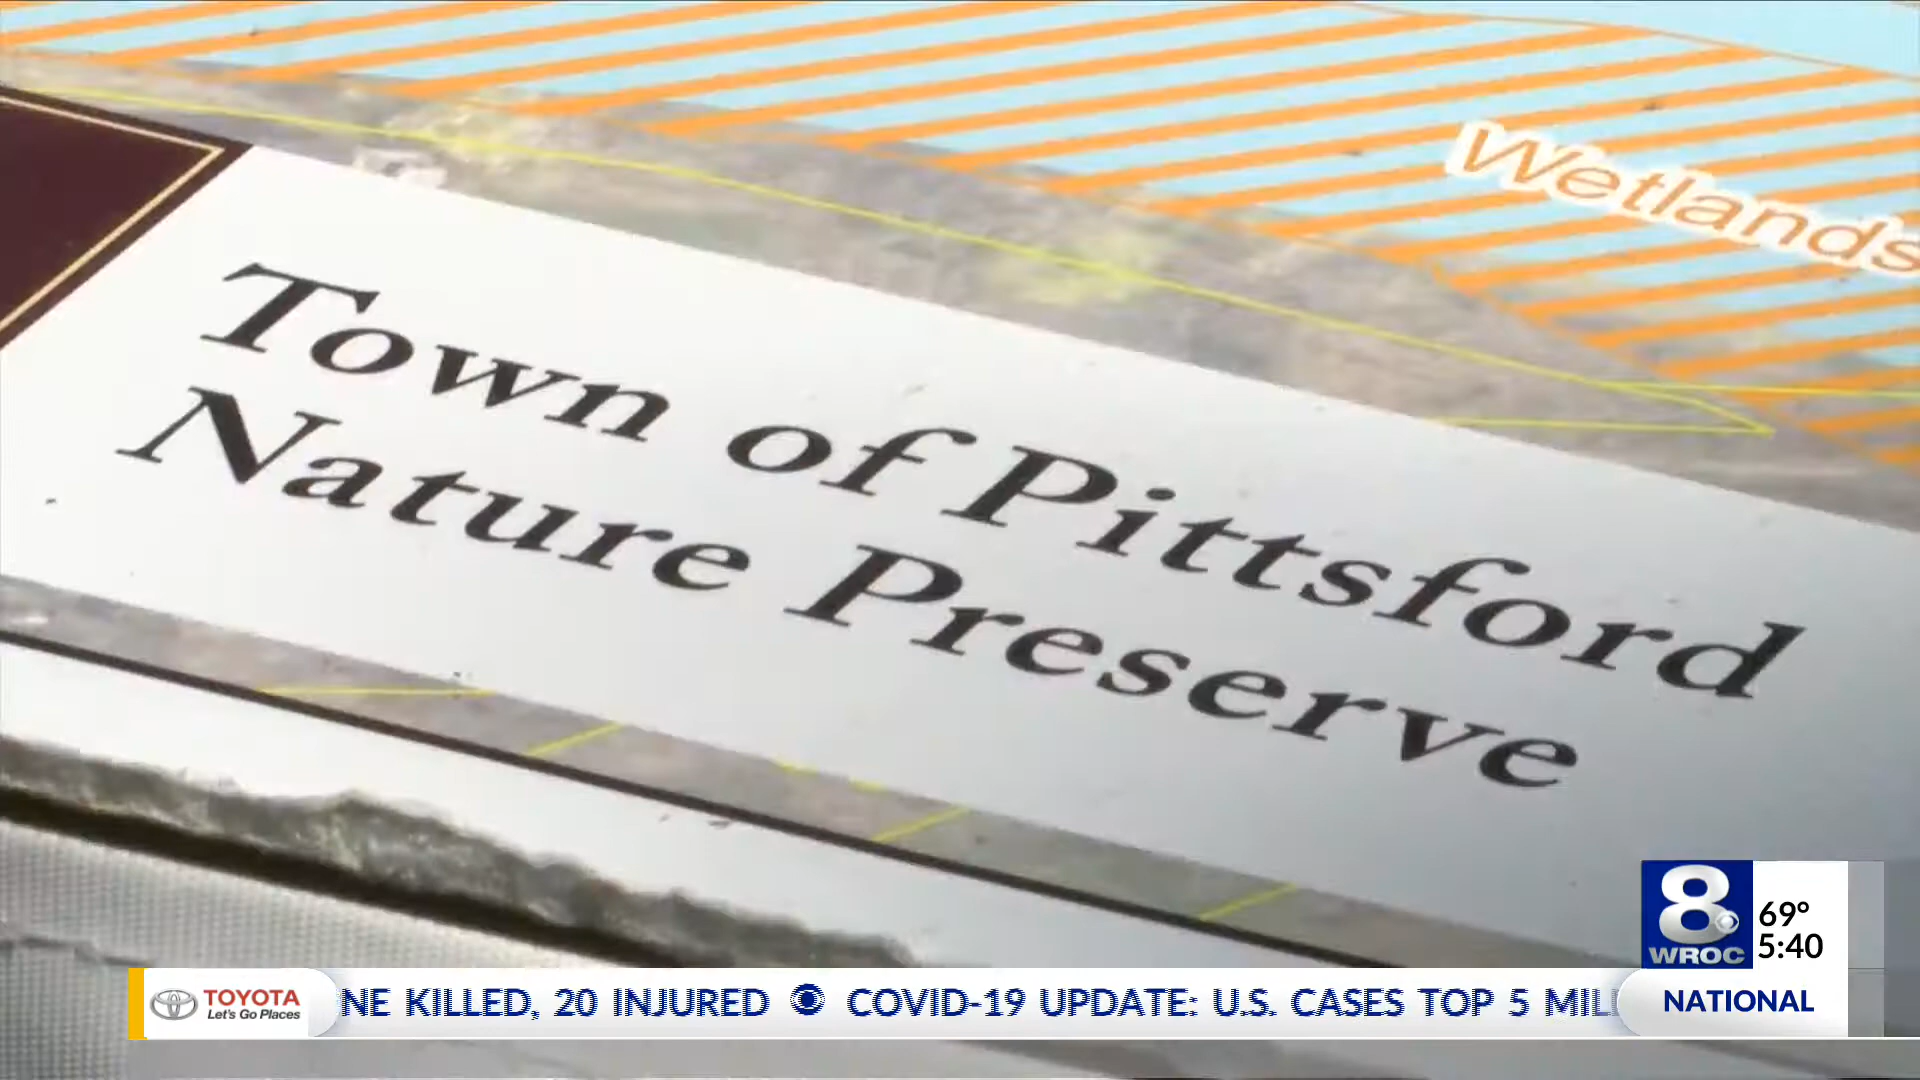 Wetlands
Town of Pittsford
Nature Preserve
8
WROC
69°
5:40
TOYOTA
Let's Go Places
NE KILLED, 20 INJURED COVID-19 UPDATE: U.S. CASES TOP 5 MIL
NATIONAL